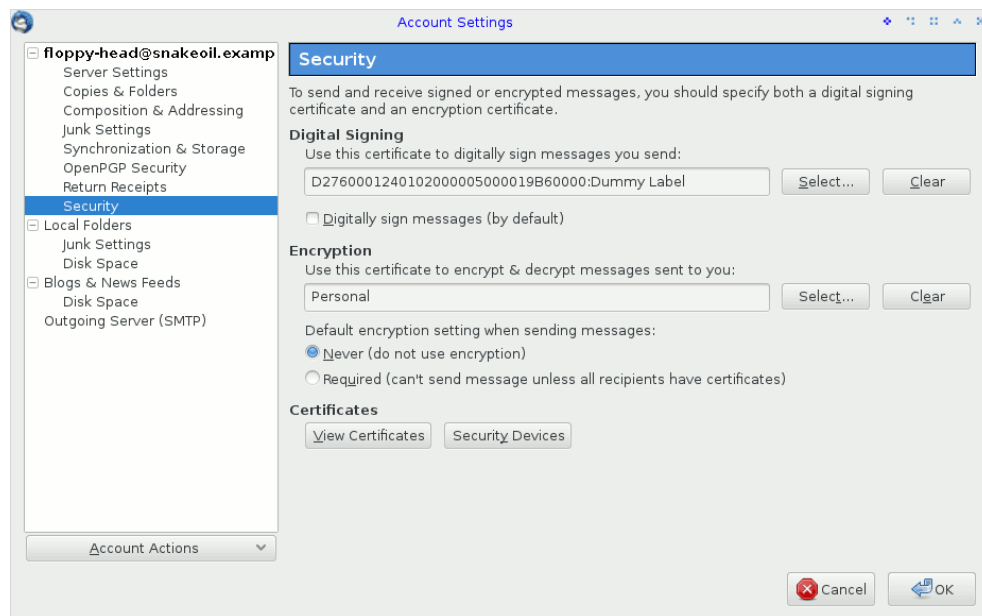 Account Settings
floppy-head@snakeoil.examp
Server Settings
Copies & Folders
Composition & Addressing
Junk Settings
Synchronization & Storage
OpenPGP Security
Return Receipts
Security
Local Folders
Junk Settings
Disk Space
Blogs & News Feeds
Disk Space
Outgoing Server (SMTP)
Account Actions
Security
To send and receive signed or encrypted messages, you should specify both a digital signing
certificate and an encryption certificate.
Digital Signing
Use this certificate to digitally sign messages you send:
D2760001240102000005000019B60000:Dummy Label
Select...
Clear
Digitally sign messages (by default)
Encryption
Use this certificate to encrypt & decrypt messages sent to you:
Personal
Select...
Clear
Default encryption setting when sending messages:
Never (do not use encryption)
Required (can't send message unless all recipients have certificates)
Certificates
View Certificates
Security Devices
Cancel
OK